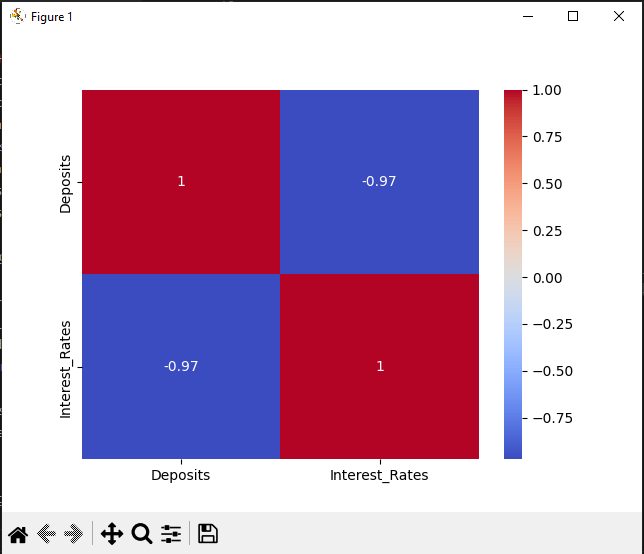 Figure 1
Deposits
Interest_Rates
1
-0.97
-0.97
1
Deposits
Interest_Rates
1.00
0.75
0.50
0.25
0.00
−0.25
−0.50
−0.75